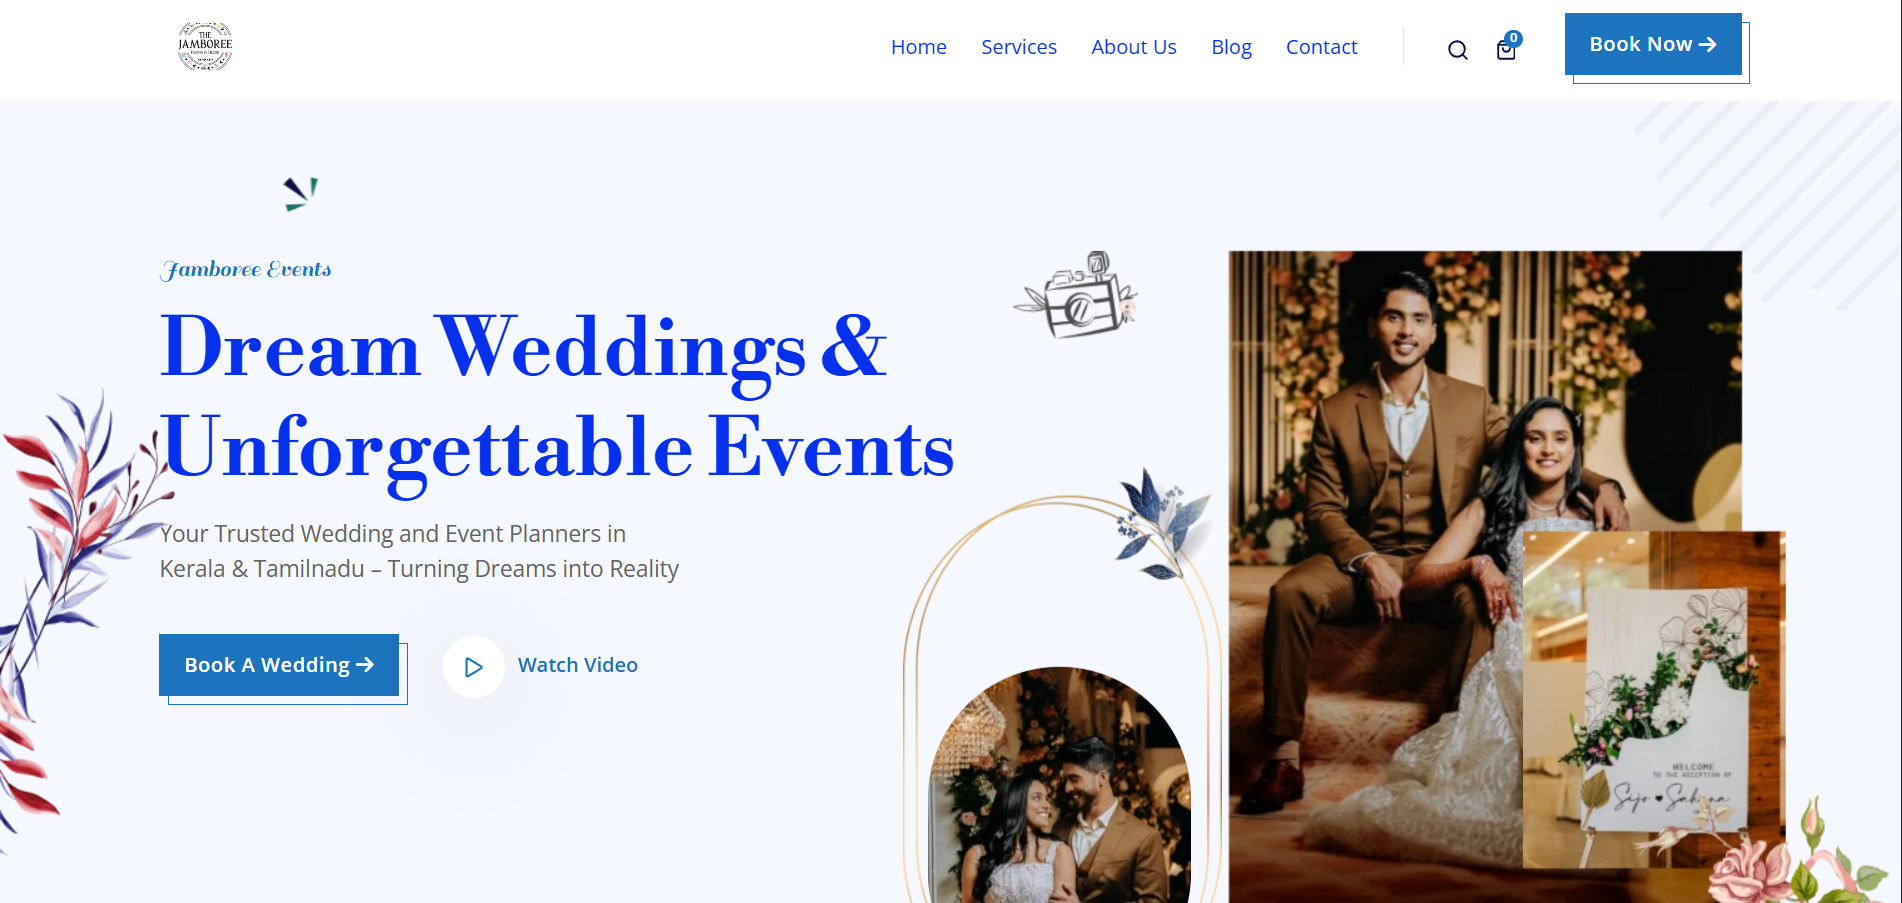 THE
JAMBOREE
EVENTS & DECOR
Home
Services
About Us
Blog
Contact
0
Book Now
Jamboree Events
Dream Weddings &
Unforgettable Events
Your Trusted Wedding and Event Planners in
Kerala & Tamilnadu – Turning Dreams into Reality
Book A Wedding
Watch Video
WELCOME
TO THE RECEPTION OF